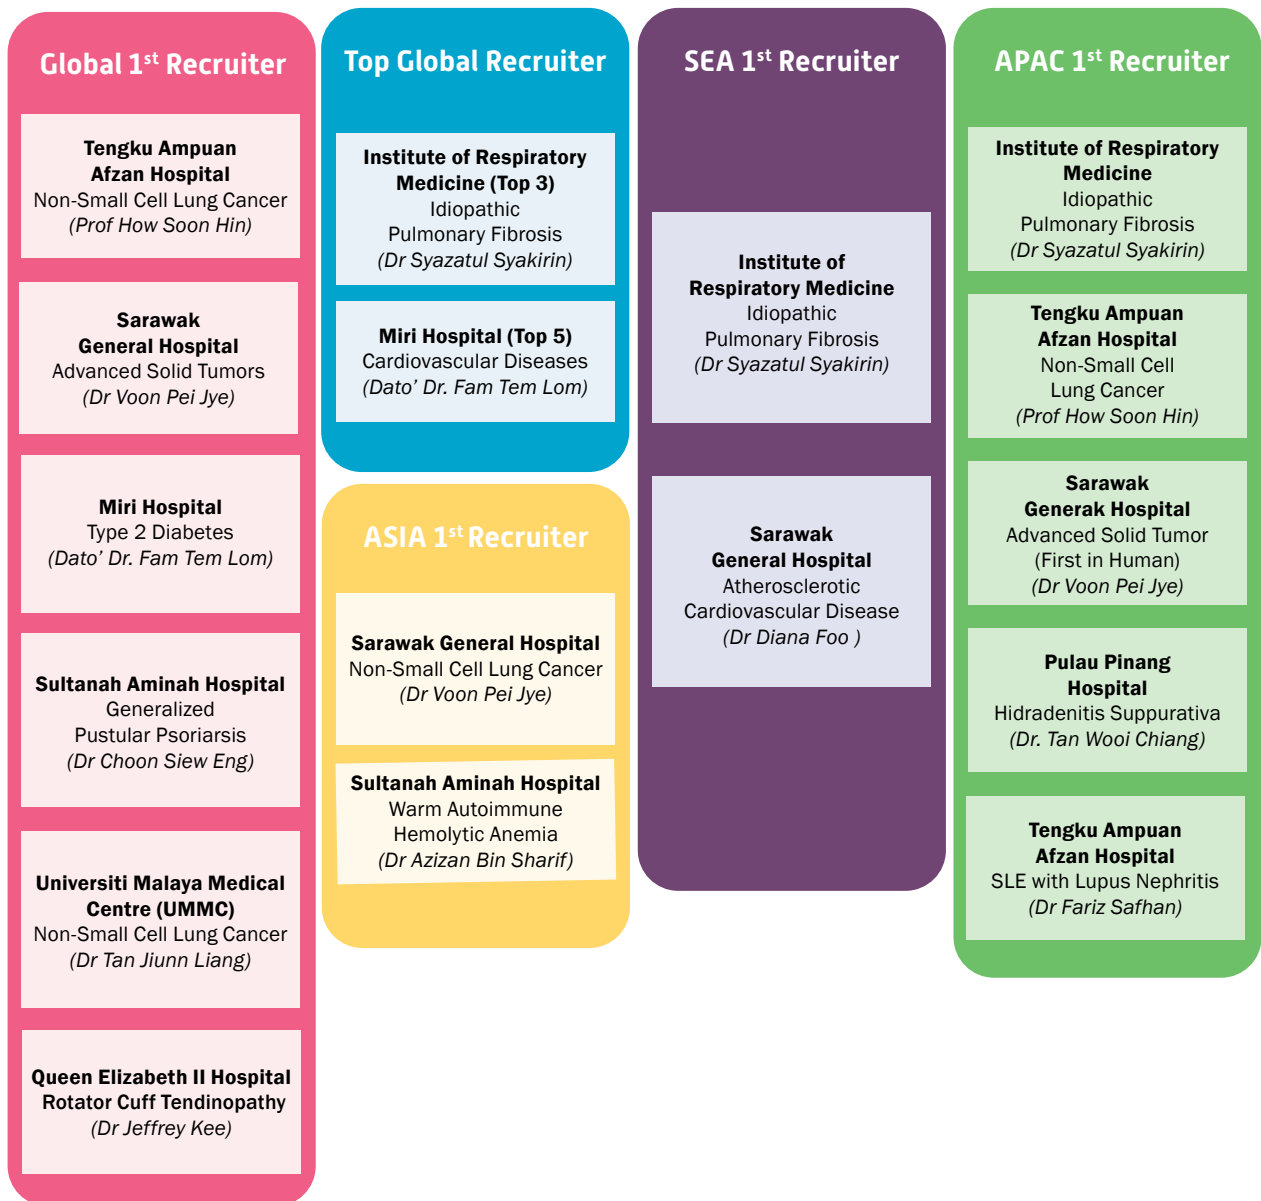 Global 1st Recruiter
Tengku Ampuan
Afzan Hospital
Non-Small Cell Lung Cancer
(Prof How Soon Hin)
Sarawak
General Hospital
Advanced Solid Tumors
(Dr Voon Pei Jye)
Miri Hospital
Type 2 Diabetes
(Dato' Dr. Fam Tem Lom)
Sultanah Aminah Hospital
Generalized
Pustular Psoriarsis
(Dr Choon Siew Eng)
Universiti Malaya Medical
Centre (UMMC)
Non-Small Cell Lung Cancer
(Dr Tan Jiunn Liang)
Queen Elizabeth II Hospital
Rotator Cuff Tendinopathy
(Dr Jeffrey Kee)
Top Global Recruiter
Institute of Respiratory
Medicine (Top 3)
Idiopathic
Pulmonary Fibrosis
(Dr Syazatul Syakirin)
Miri Hospital (Top 5)
Cardiovascular Diseases
(Dato' Dr. Fam Tem Lom)
ASIA 1st Recruiter
Sarawak General Hospital
Non-Small Cell Lung Cancer
(Dr Voon Pei Jye)
Sultanah Aminah Hospital
Warm Autoimmune
Hemolytic Anemia
(Dr Azizan Bin Sharif)
SEA 1st Recruiter
Institute of
Respiratory Medicine
Idiopathic
Pulmonary Fibrosis
(Dr Syazatul Syakirin)
Sarawak
General Hospital
Atherosclerotic
Cardiovascular Disease
(Dr Diana Foo )
APAC 1st Recruiter
Institute of Respiratory
Medicine
Idiopathic
Pulmonary Fibrosis
(Dr Syazatul Syakirin)
Tengku Ampuan
Afzan Hospital
Non-Small Cell
Lung Cancer
(Prof How Soon Hin)
Sarawak
Generak Hospital
Advanced Solid Tumor
(First in Human)
(Dr Voon Pei Jye)
Pulau Pinang
Hospital
Hidradenitis Suppurativa
(Dr. Tan Wooi Chiang)
Tengku Ampuan
Afzan Hospital
SLE with Lupus Nephritis
(Dr Fariz Safhan)